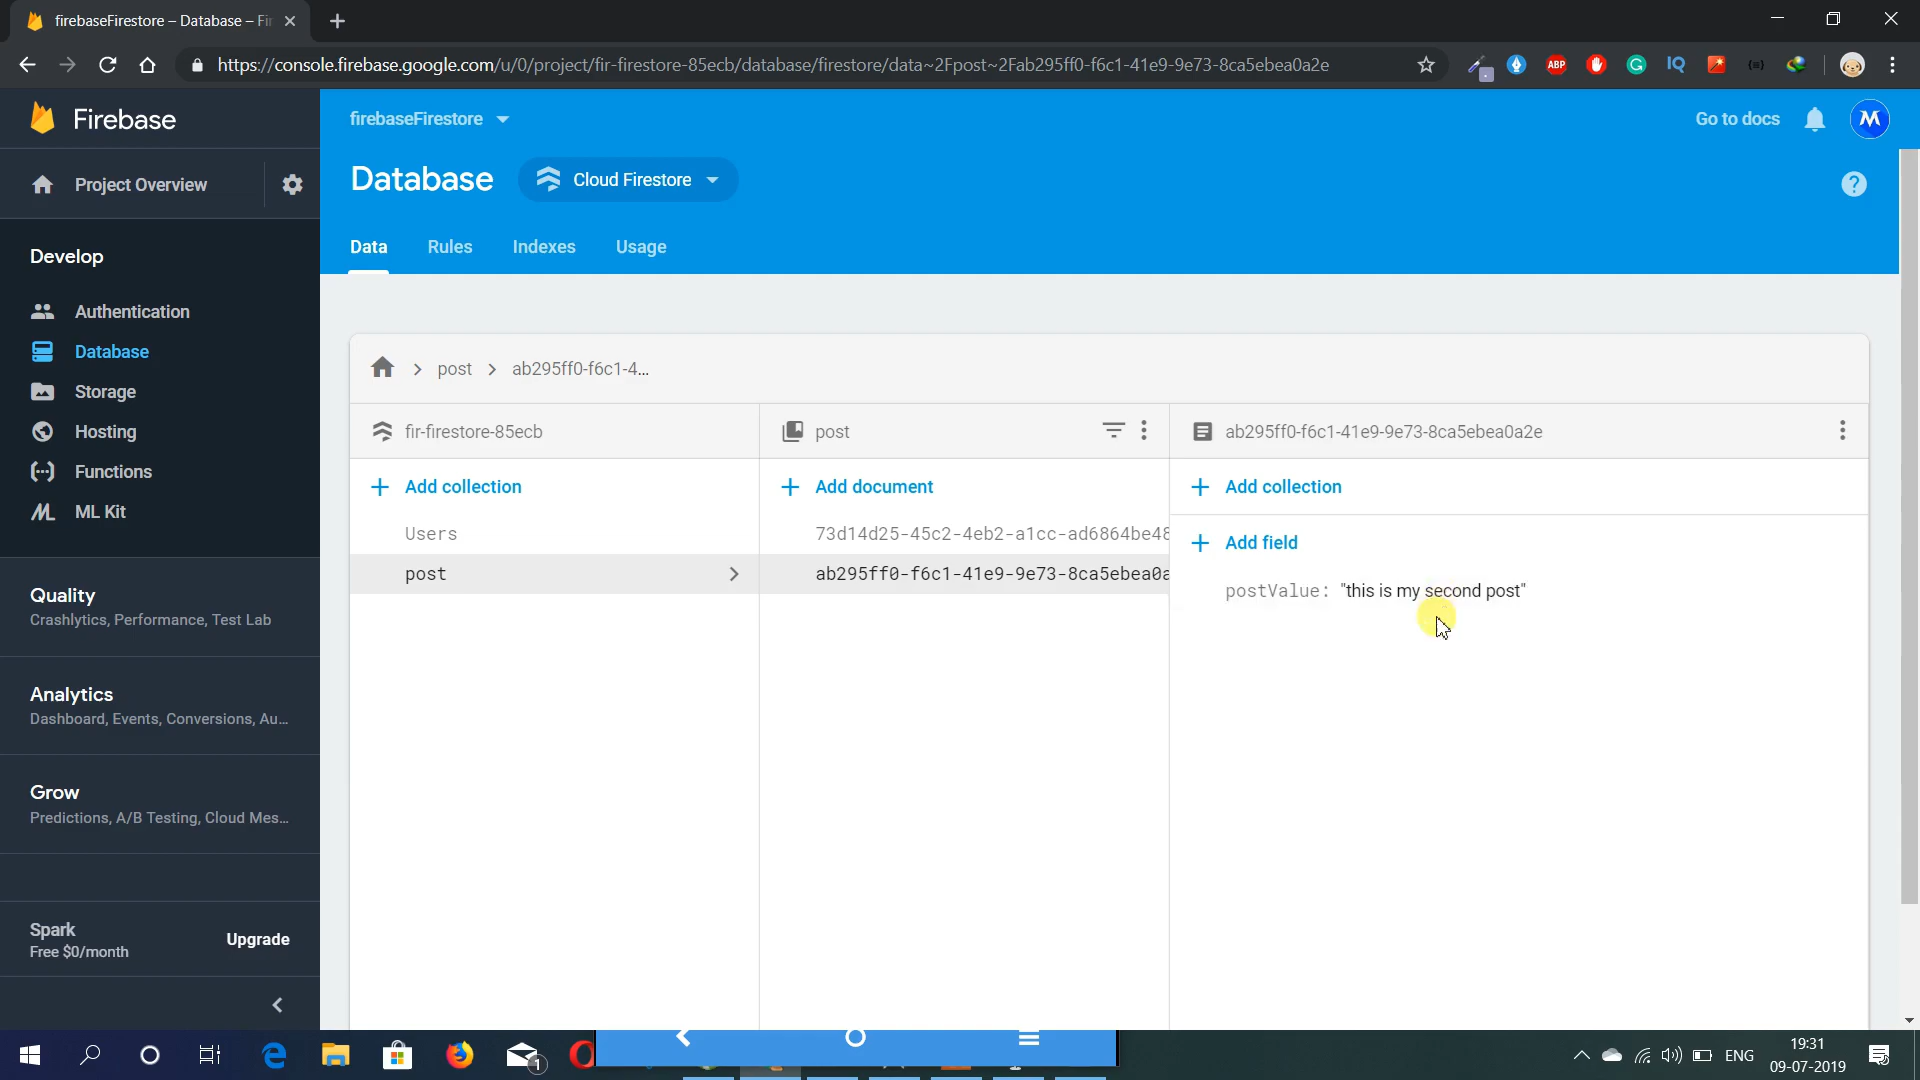 firebaseFirestore – Database – Fir
https://console.firebase.google.com/u/0/project/fir-firestore-85ecb/database/firestore/data~2Fpost~2Fab295ff0-f6c1-41e9-9e73-8ca5ebea0a2e
ABP
IQ
Firebase
firebaseFirestore
Go to docs
M
Project Overview
Database
Cloud Firestore
?
Data
Rules
Indexes
Usage
Develop
Authentication
Database
Storage
Hosting
Functions
ML Kit
post
ab295ff0-f6c1-4...
fir-firestore-85ecb
post
ab295ff0-f6c1-41e9-9e73-8ca5ebea0a2e
Add collection
Add document
Add collection
Users
73d14d25-45c2-4eb2-a1cc-ad6864be48
Add field
post
ab295ff0-f6c1-41e9-9e73-8ca5ebea0a
postValue: "this is my second post"
Quality
Crashlytics, Performance, Test Lab
Analytics
Dashboard, Events, Conversions, Au...
Grow
Predictions, A/B Testing, Cloud Mes...
Spark
Free $0/month
Upgrade
1
ENG
19:31
09-07-2019